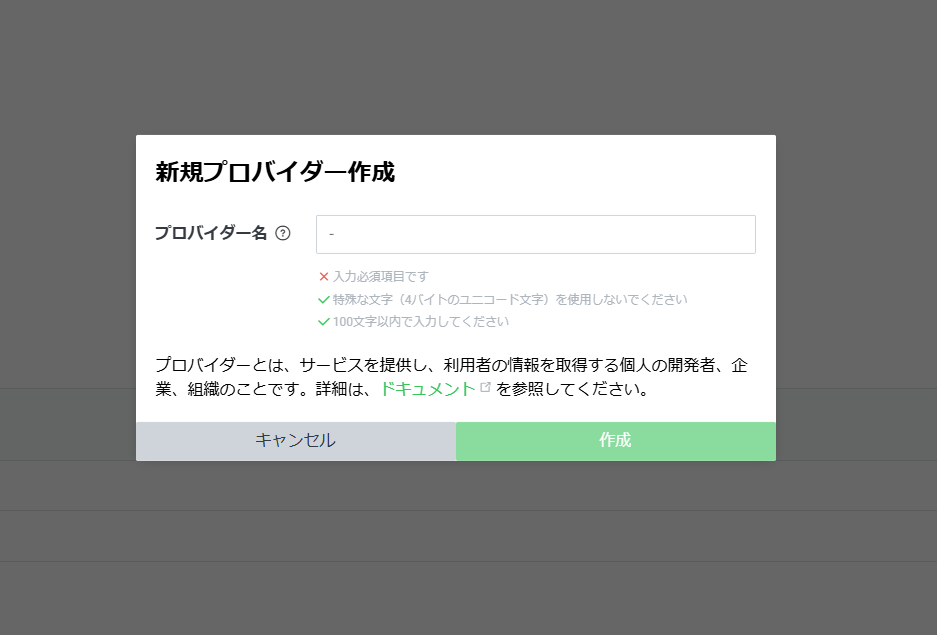 新規プロバイダー作成
プロバイダー名 ?
-
入力必須項目です
特殊な文字（4バイトのユニコード文字）を使用しないでください
100文字以内で入力してください
プロバイダーとは、サービスを提供し、利用者の情報を取得する個人の開発者、企
業、組織のことです。詳細は、ドキュメント を参照してください。
キャンセル
作成